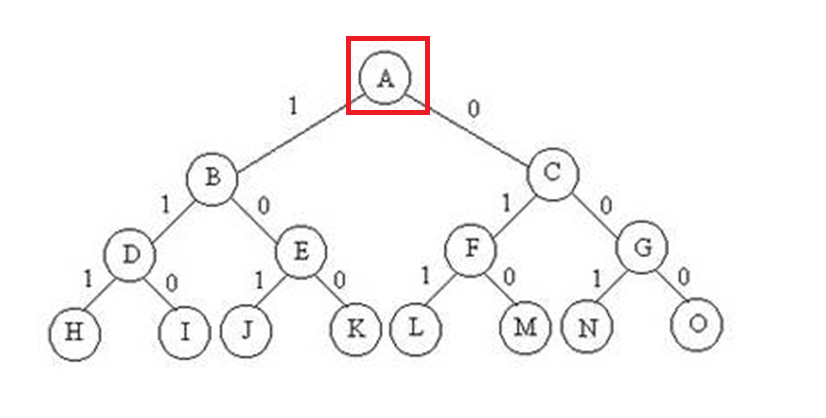 A
1 0
B C
1 0 1 0
D E F G
1 0 1 0 1 0 1 0
H I J K L M N O